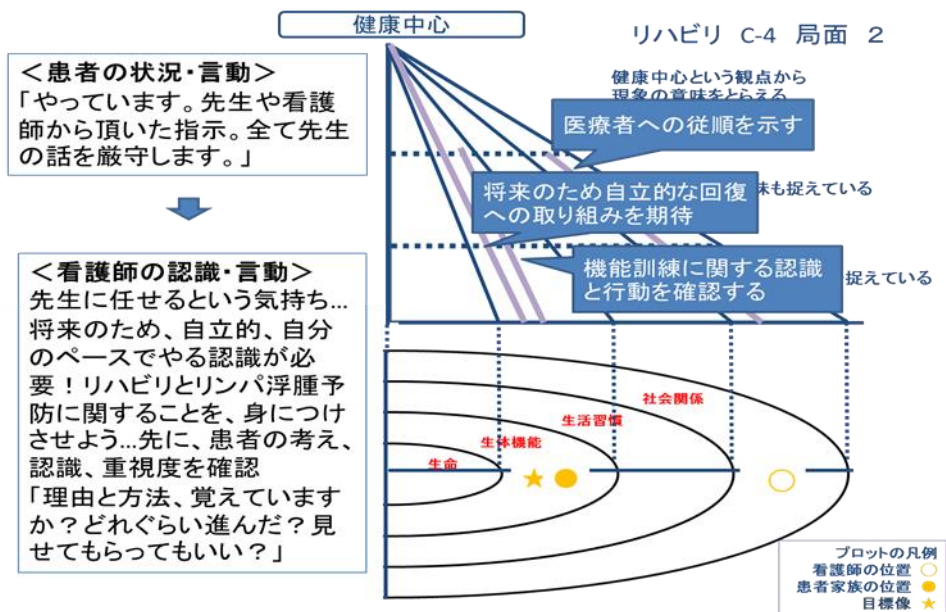 健康中心
リハビリ C-4 局面 2
＜患者の状況・言動＞
「やっています。先生や看護
師から頂いた指示。全て先生
の話を厳守します。」
健康中心という観点から
現象の意味をとらえる
医療者への従順を示す
味も捉えている
将来のため自立的な回復
への取り組みを期待
機能訓練に関する認識
と行動を確認する
捉えている
＜看護師の認識・言動＞
先生に任せるという気持ち…
将来のため、自立的、自分
のペースでやる認識が必
要！リハビリとリンパ浮腫予
防に関することを、身につけ
させよう…先に、患者の考え、
認識、重視度を確認
「理由と方法、覚えています
か？どれぐらい進んだ？見
せてもらってもいい？」
社会関係
生活習慣
生体機能
生命
プロットの凡例
看護師の位置
患者家族の位置
目標像